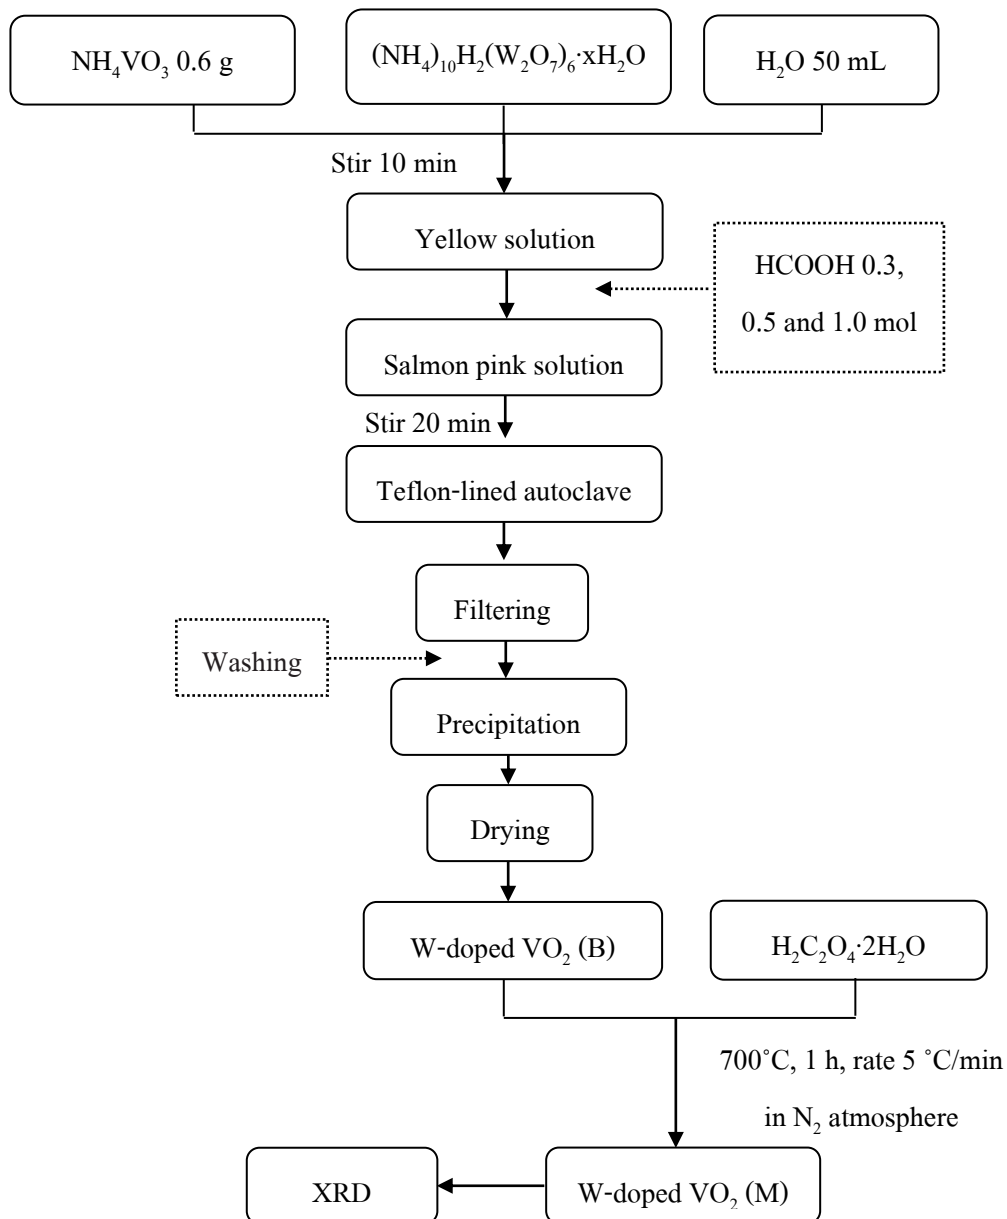 NH₄VO₃ 0.6 g
(NH₄)₁₀H₂(W₂O₇)₆·xH₂O
H₂O 50 mL
Stir 10 min
Yellow solution
HCOOH 0.3,
0.5 and 1.0 mol
Salmon pink solution
Stir 20 min
Teflon-lined autoclave
Filtering
Washing
Precipitation
Drying
W-doped VO₂ (B)
H₂C₂O₄·2H₂O
700˚C, 1 h, rate 5 ˚C/min
in N₂ atmosphere
XRD
W-doped VO₂ (M)